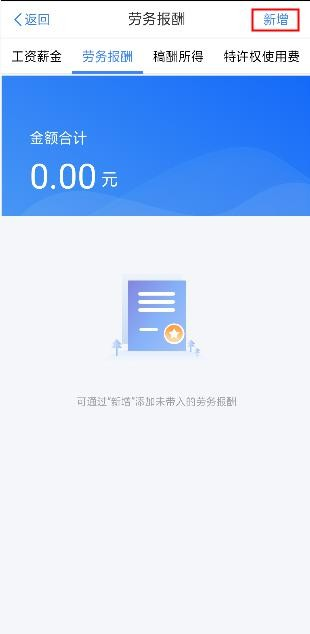 返回 劳务报酬 新增
工资薪金 劳务报酬 稿酬所得 特许权使用费
金额合计
0.00 元
可通过“新增”添加未带入的劳务报酬